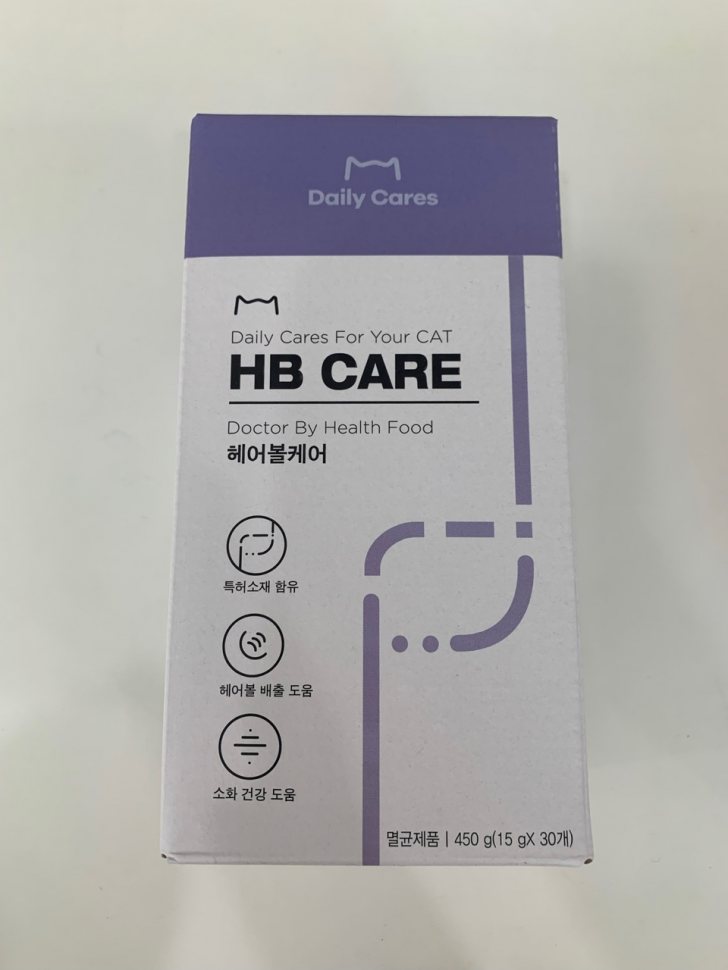 Daily Cares
Daily Cares For Your CAT
HB CARE
Doctor By Health Food
헤어볼케어
특허소재 함유
헤어볼 배출 도움
소화 건강 도움
멸균제품 | 450 g(15 gX 30개)